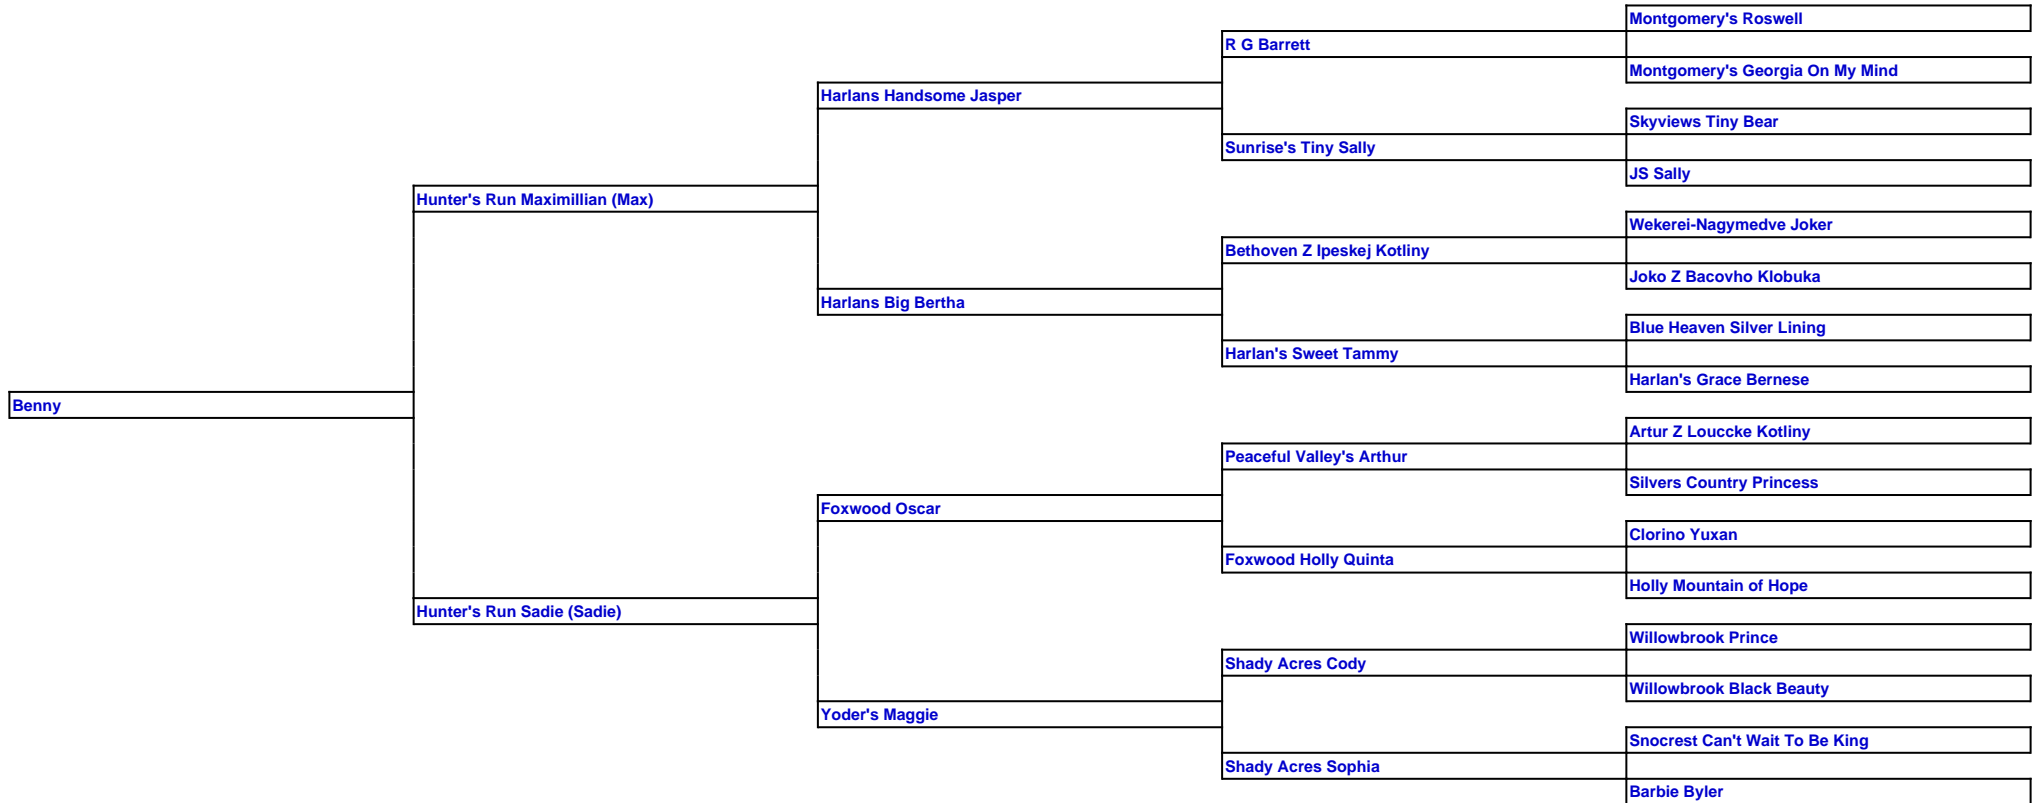 Montgomery's Roswell
R G Barrett
Montgomery's Georgia On My Mind
Harlans Handsome Jasper
Skyviews Tiny Bear
Sunrise's Tiny Sally
JS Sally
Hunter's Run Maximillian (Max)
Wekerei-Nagymedve Joker
Bethoven Z Ipeskej Kotliny
Joko Z Bacovho Klobuka
Harlans Big Bertha
Blue Heaven Silver Lining
Harlan's Sweet Tammy
Harlan's Grace Bernese
Benny
Artur Z Louccke Kotliny
Peaceful Valley's Arthur
Silvers Country Princess
Foxwood Oscar
Clorino Yuxan
Foxwood Holly Quinta
Holly Mountain of Hope
Hunter's Run Sadie (Sadie)
Willowbrook Prince
Shady Acres Cody
Willowbrook Black Beauty
Yoder's Maggie
Snocrest Can't Wait To Be King
Shady Acres Sophia
Barbie Byler